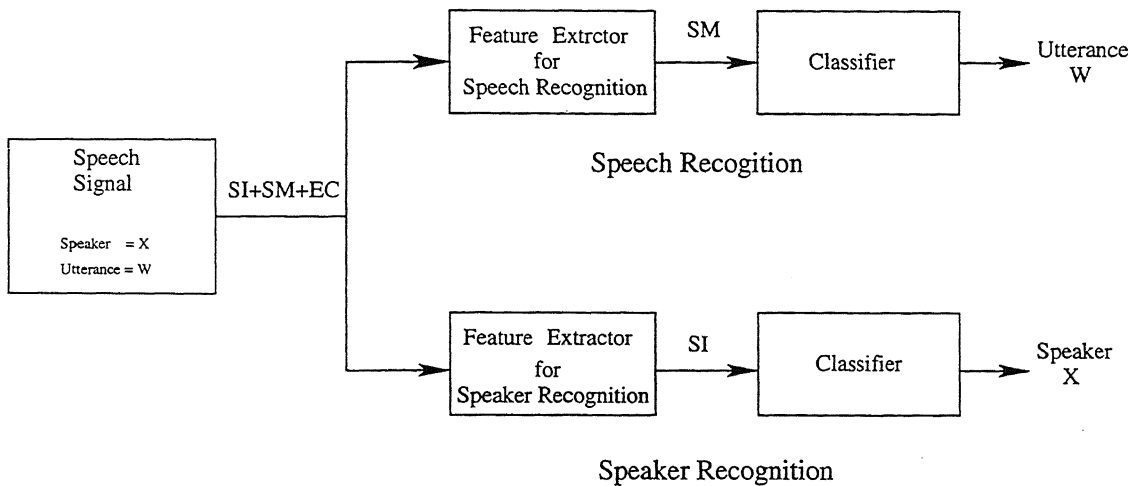 Feature Extrctor
for
Speech Recognition
SM
Classifier
Utterance
W
Speech Recogition
Speech
Signal
Speaker = X
Utterance = W
SI+SM+EC
Feature Extractor
for
Speaker Recognition
SI
Classifier
Speaker
X
Speaker Recognition